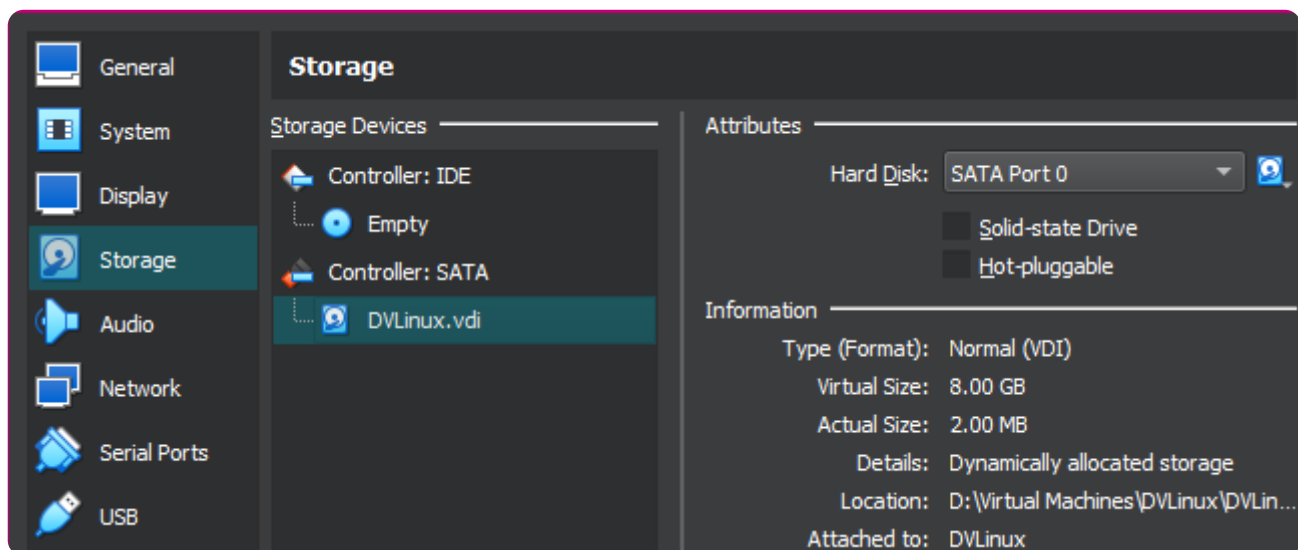 General
System
Display
Storage
Audio
Network
Serial Ports
USB
Storage
Storage Devices
Controller: IDE
Empty
Controller: SATA
DVLinux.vdi
Attributes
Hard Disk: SATA Port 0
Solid-state Drive
Hot-pluggable
Information
Type (Format): Normal (VDI)
Virtual Size: 8.00 GB
Actual Size: 2.00 MB
Details: Dynamically allocated storage
Location: D:\Virtual Machines\DVLinux\DVLin...
Attached to: DVLinux